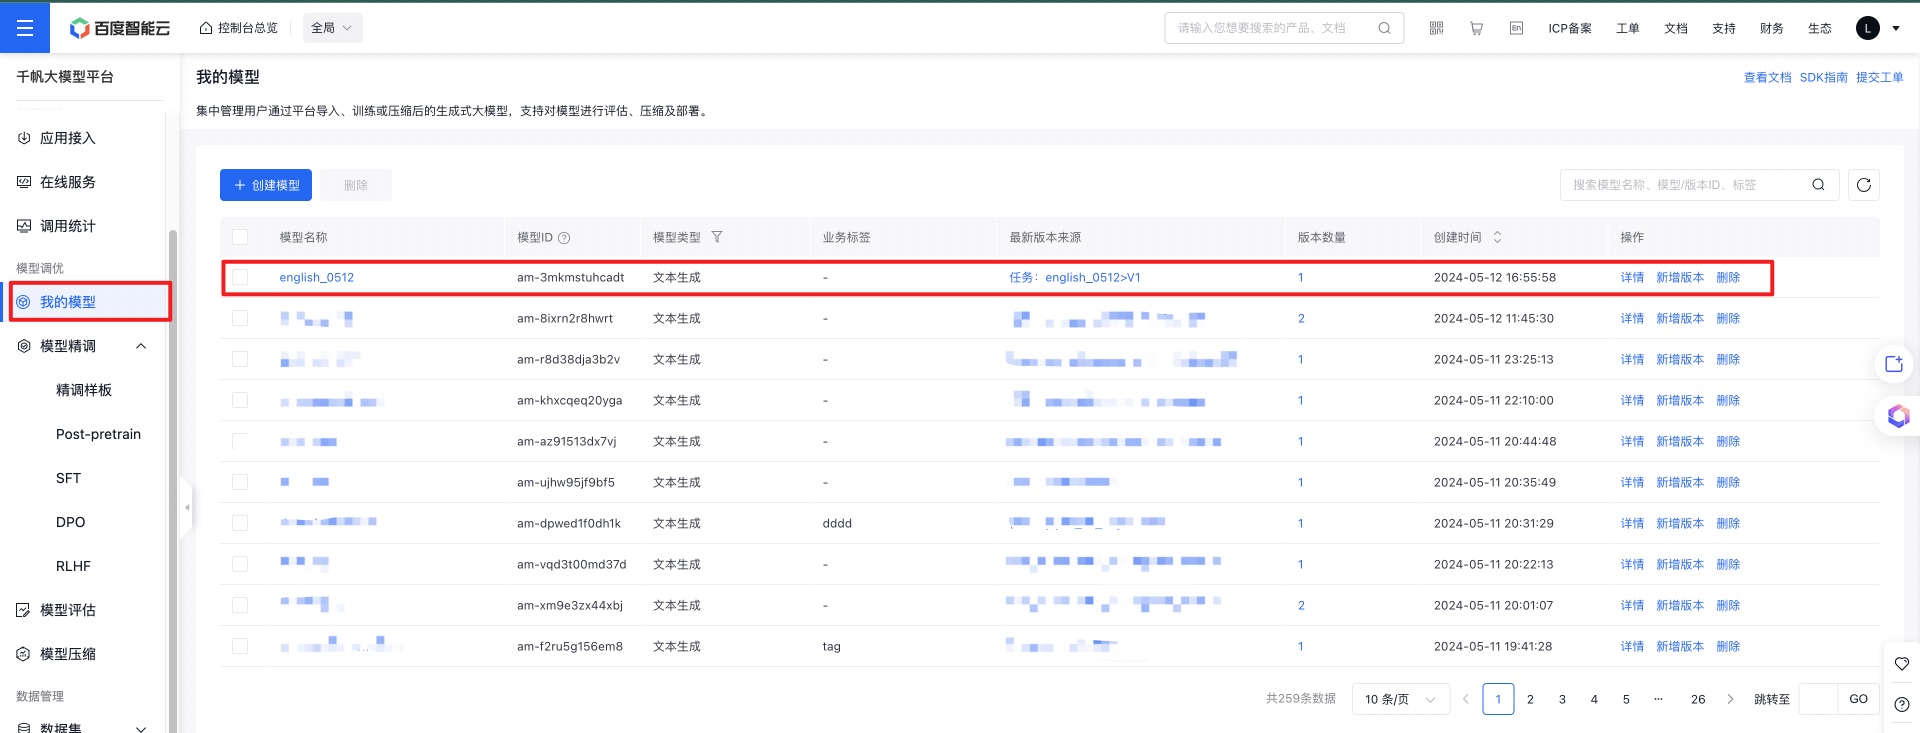 百度智能云
控制台总览
全局
请输入您想要搜索的产品、文档
En
ICP备案
工单
文档
支持
财务
生态
L
千帆大模型平台
应用接入
在线服务
调用统计
模型调优
我的模型
模型精调
精调样板
Post-pretrain
SFT
DPO
RLHF
模型评估
模型压缩
数据管理
数据集
我的模型
查看文档 SDK指南 提交工单
集中管理用户通过平台导入、训练或压缩后的生成式大模型，支持对模型进行评估、压缩及部署。
+ 创建模型 删除
搜索模型名称、模型/版本ID、标签
模型名称 模型ID 模型类型 业务标签 最新版本来源 版本数量 创建时间 操作
english_0512 am-3mkmstuhcadt 文本生成 - 任务：english_0512>V1 1 2024-05-12 16:55:58 详情 新增版本 删除
am-8ixrn2r8hwrt 文本生成 - 2 2024-05-12 11:45:30 详情 新增版本 删除
am-r8d38dja3b2v 文本生成 - 1 2024-05-11 23:25:13 详情 新增版本 删除
am-khxcqeq20yga 文本生成 - 1 2024-05-11 22:10:00 详情 新增版本 删除
am-az91513dx7vj 文本生成 - 1 2024-05-11 20:44:48 详情 新增版本 删除
am-ujhw95jf9bf5 文本生成 - 1 2024-05-11 20:35:49 详情 新增版本 删除
am-dpwed1f0dh1k 文本生成 dddd 1 2024-05-11 20:31:29 详情 新增版本 删除
am-vqd3t00md37d 文本生成 - 1 2024-05-11 20:22:13 详情 新增版本 删除
am-xm9e3zx44xbj 文本生成 - 2 2024-05-11 20:01:07 详情 新增版本 删除
am-f2ru5g156em8 文本生成 tag 1 2024-05-11 19:41:28 详情 新增版本 删除
共259条数据 10 条/页 < 1 2 3 4 5 ··· 26 > 跳转至 GO